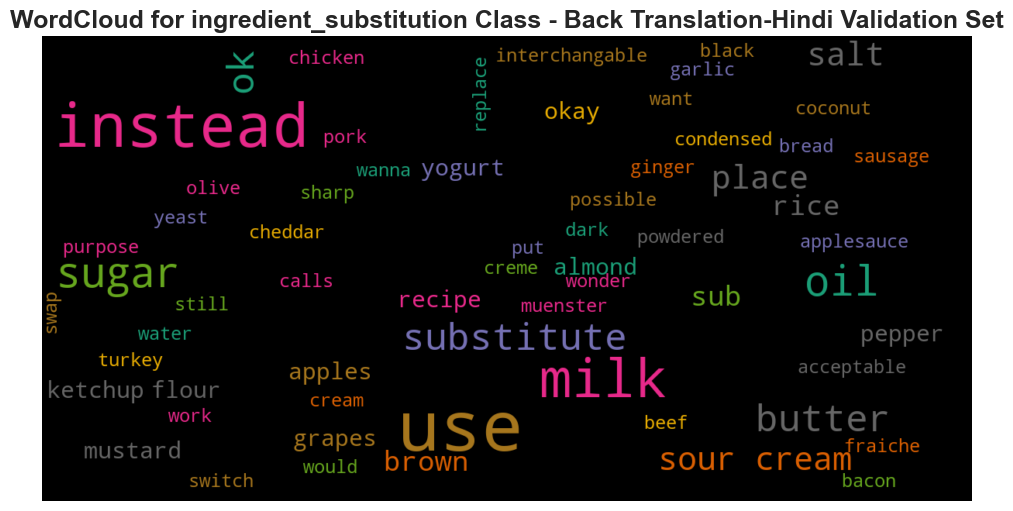 WordCloud for ingredient_substitution Class - Back Translation-Hindi Validation Set
ok
chicken
interchangable
black
salt
replace
garlic
instead
okay
want
coconut
pork
condensed
bread
sausage
wanna
yogurt
ginger
place
olive
sharp
possible
rice
yeast
cheddar
dark
powdered
applesauce
purpose
put
sugar
calls
creme
almond
wonder
oil
swap
still
recipe
muenster
sub
water
substitute
pepper
turkey
acceptable
ketchup
flour
apples
milk
cream
work
use
beef
butter
mustard
grapes
brown
sour cream
fraiche
would
switch
bacon